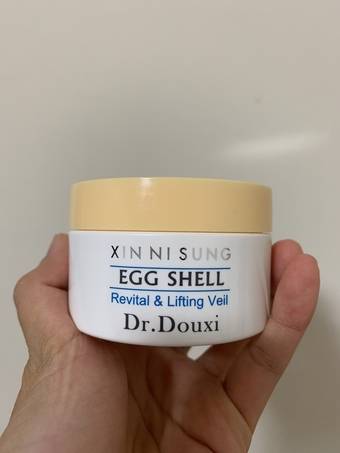 XIN NI SUNG
EGG SHELL
Revital & Lifting Veil
Dr.Douxi